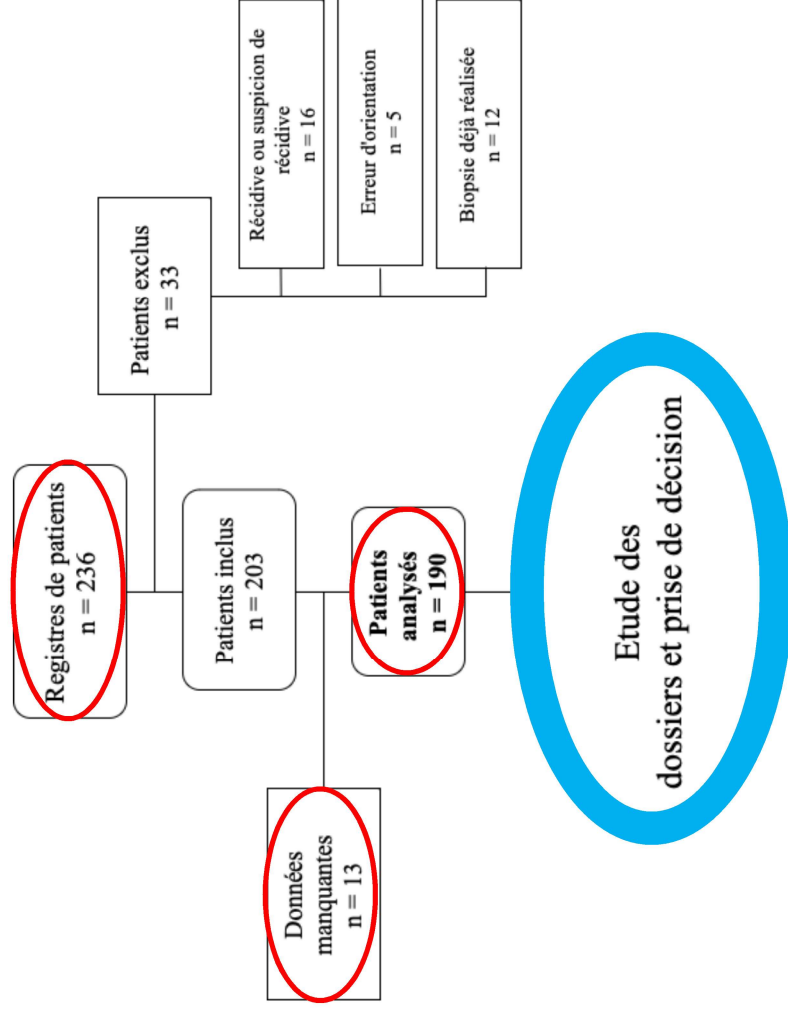 Registres de patients
n = 236
Patients exclus
n = 33
Récidive ou suspicion de
récidive
n = 16
Erreur d'orientation
n = 5
Biopsie déjà réalisée
n = 12
Patients inclus
n = 203
Données
manquantes
n = 13
Patients
analysés
n = 190
Etude des
dossiers et prise de décision